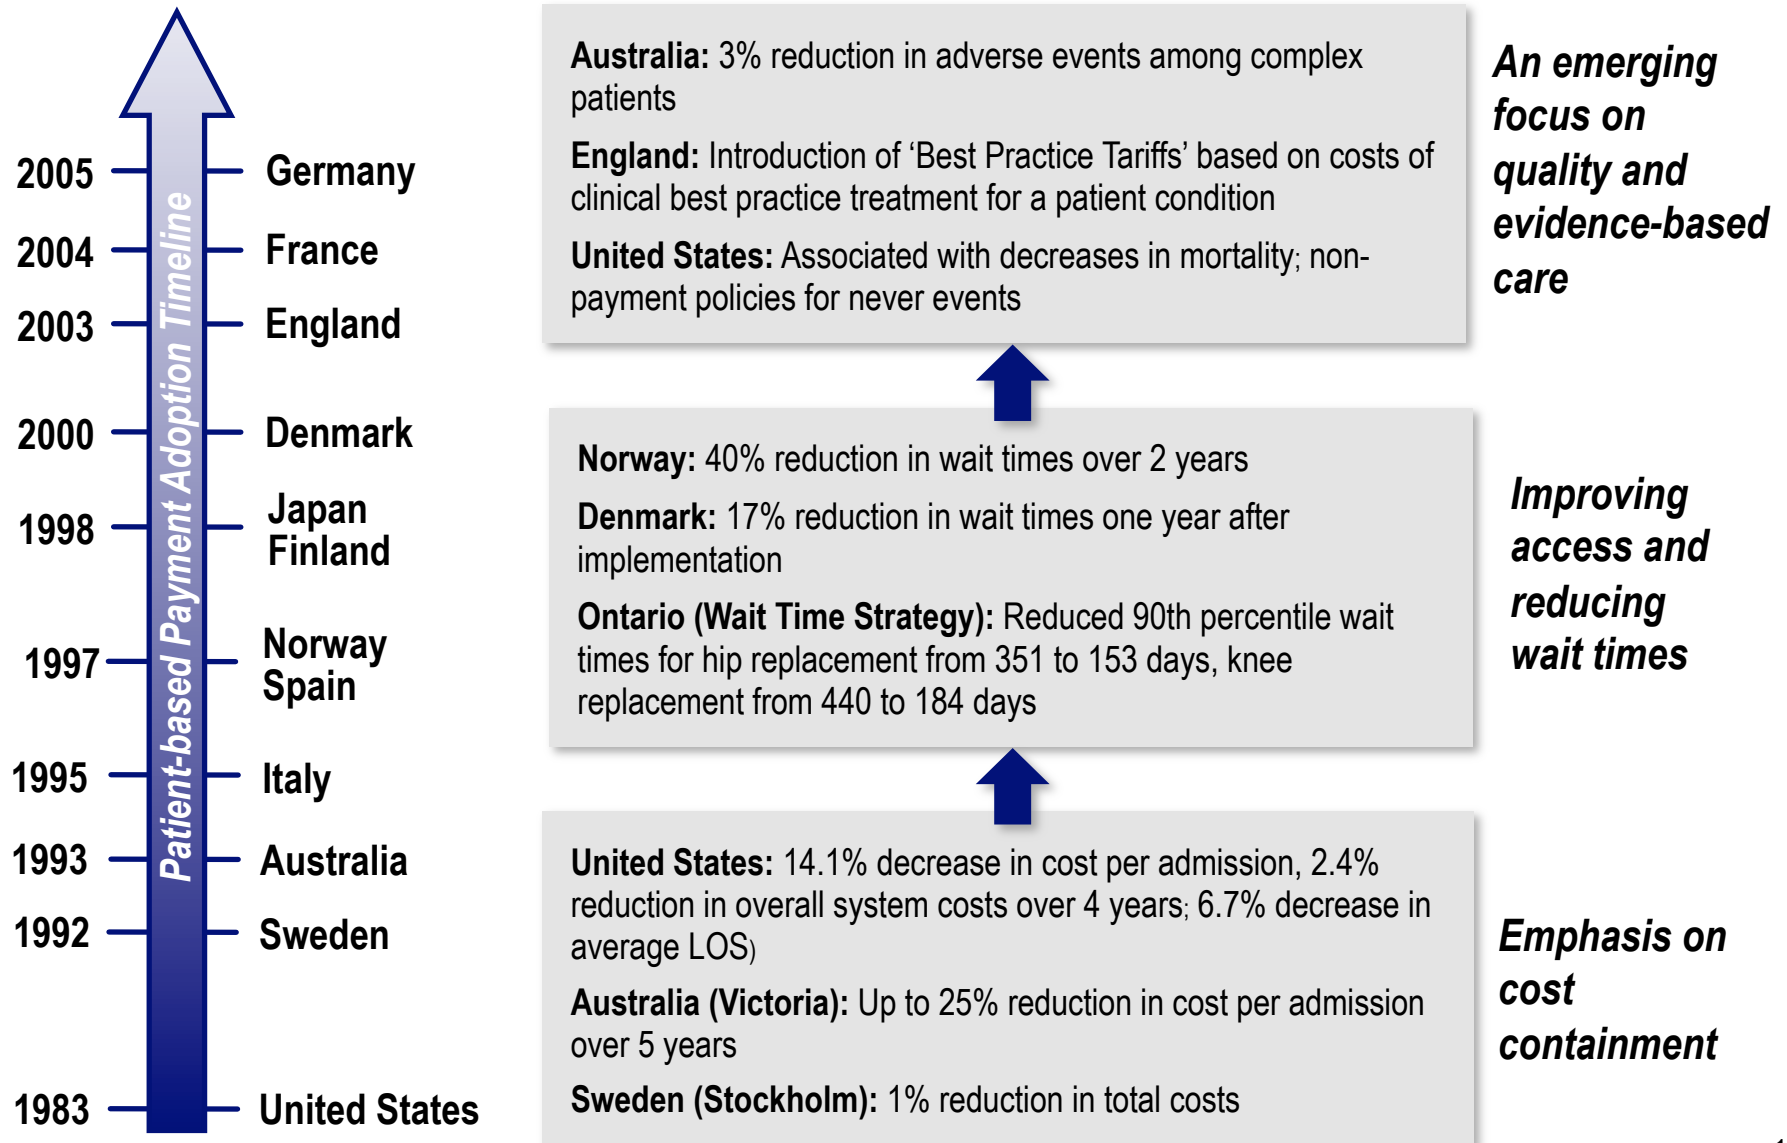 2005
Germany
2004
France
2003
England
2000
Denmark
1998
Japan
Finland
1997
Norway
Spain
1995
Italy
1993
Australia
1992
Sweden
1983
United States
Patient-based Payment Adoption Timeline
Australia: 3% reduction in adverse events among complex
patients
England: Introduction of ‘Best Practice Tariffs’ based on costs of
clinical best practice treatment for a patient condition
United States: Associated with decreases in mortality; non-
payment policies for never events
An emerging
focus on
quality and
evidence-based
care
Norway: 40% reduction in wait times over 2 years
Denmark: 17% reduction in wait times one year after
implementation
Ontario (Wait Time Strategy): Reduced 90th percentile wait
times for hip replacement from 351 to 153 days, knee
replacement from 440 to 184 days
Improving
access and
reducing
wait times
United States: 14.1% decrease in cost per admission, 2.4%
reduction in overall system costs over 4 years; 6.7% decrease in
average LOS)
Australia (Victoria): Up to 25% reduction in cost per admission
over 5 years
Sweden (Stockholm): 1% reduction in total costs
Emphasis on
cost
containment